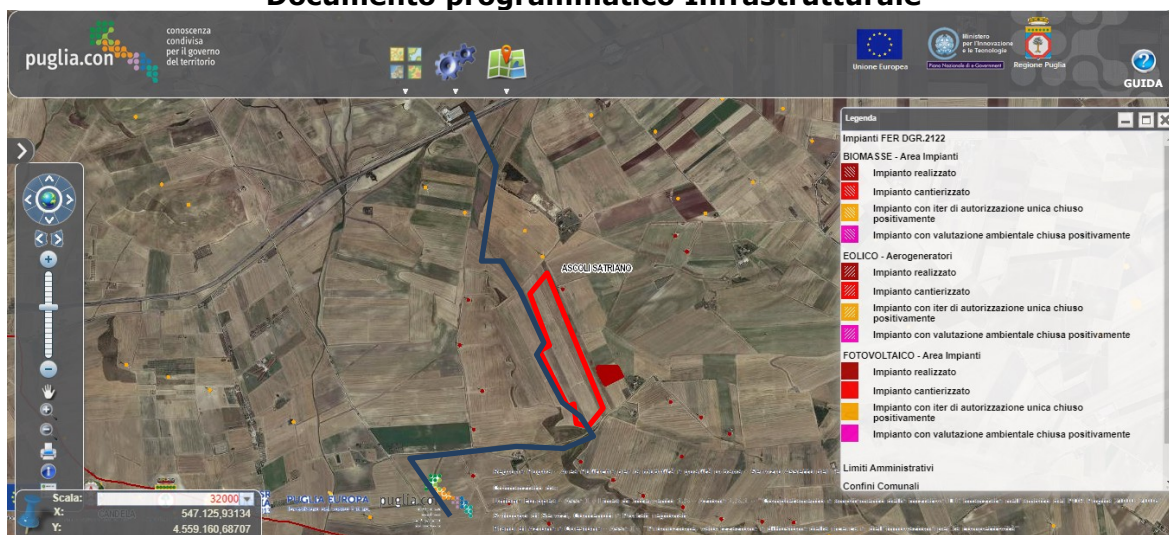 Documento programmatico Infrastrutturale
puglia.con
conoscenza
condivisa
per il governo
del territorio
Unione Europea
Ministero
per l'Innovazione
e le Tecnologie
Piano Nazionale di e-Government
Regione Puglia
GUIDA
Legenda
Impianti FER DGR.2122
BIOMASSE - Area Impianti
Impianto realizzato
Impianto cantierizzato
Impianto con iter di autorizzazione unica chiuso
positivamente
Impianto con valutazione ambientale chiusa positivamente
EOLICO - Aerogeneratori
Impianto realizzato
Impianto cantierizzato
Impianto con iter di autorizzazione unica chiuso
positivamente
Impianto con valutazione ambientale chiusa positivamente
FOTOVOLTAICO - Area Impianti
Impianto realizzato
Impianto cantierizzato
Impianto con iter di autorizzazione unica chiuso
positivamente
Impianto con valutazione ambientale chiusa positivamente
Limiti Amministrativi
Confini Comunali
ASCOLI SATRIANO
Scala:
32000
X:
547.125,93134
Y:
4.559.160,68707
CANDELA
PUGLIA EUROPA
puglia.co